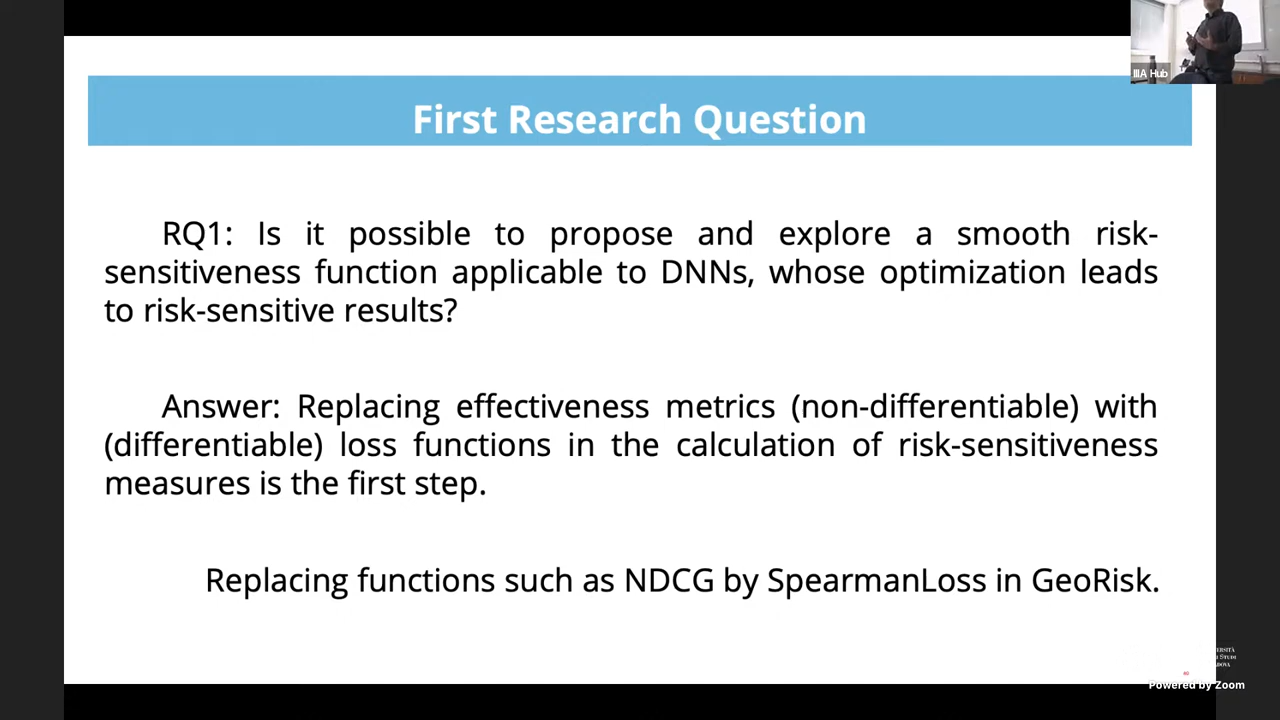 IIIA Hub
First Research Question
RQ1: Is it possible to propose and explore a smooth risk-
sensitiveness function applicable to DNNs, whose optimization leads
to risk-sensitive results?
Answer: Replacing effectiveness metrics (non-differentiable) with
(differentiable) loss functions in the calculation of risk-sensitiveness
measures is the first step.
Replacing functions such as NDCG by SpearmanLoss in GeoRisk.
Powered by Zoom